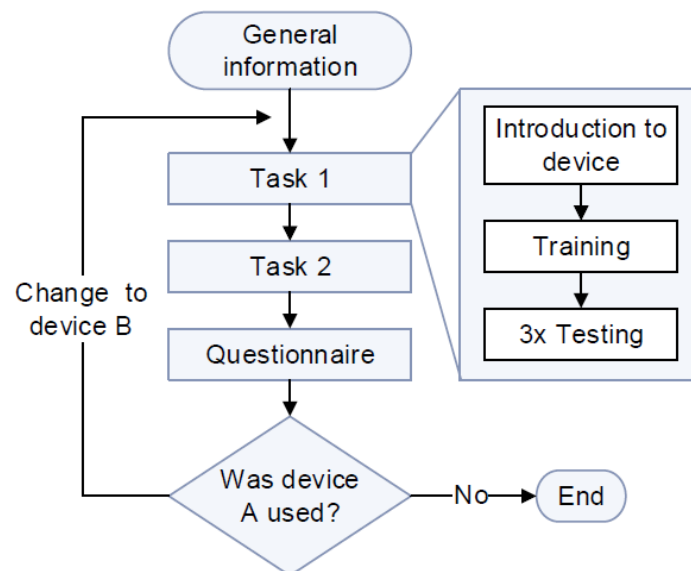 General
information
Task 1
Task 2
Questionnaire
Was device
A used?
No
End
Change to
device B
Introduction to
device
Training
3x Testing